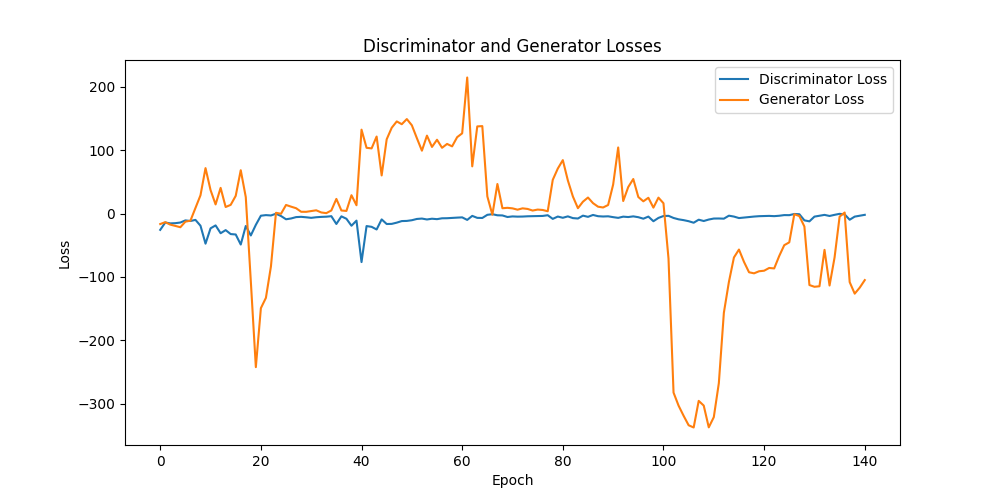 Discriminator and Generator Losses
Discriminator Loss
Generator Loss
200
100
0
−100
−200
−300
Loss
0 20 40 60 80 100 120 140
Epoch